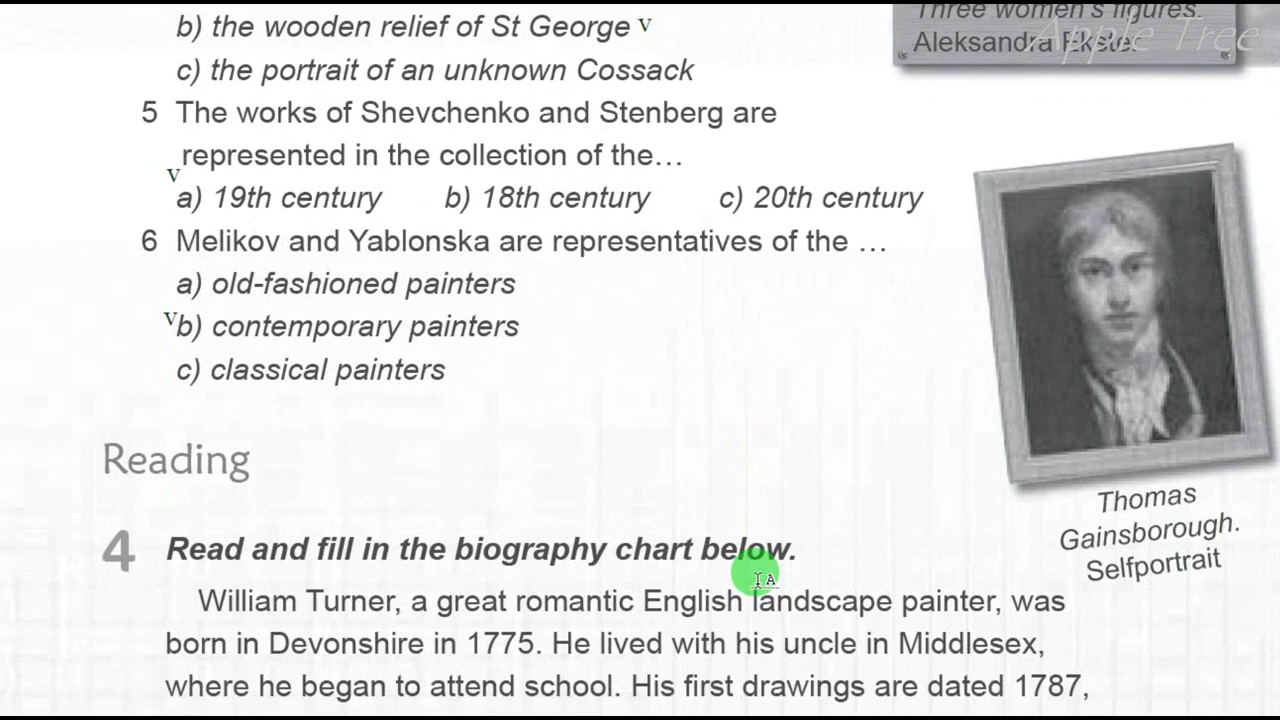 b) the wooden relief of St George v
c) the portrait of an unknown Cossack
5 The works of Shevchenko and Stenberg are
represented in the collection of the…
v
a) 19th century b) 18th century c) 20th century
6 Melikov and Yablonska are representatives of the …
a) old-fashioned painters
v b) contemporary painters
c) classical painters
Three women's figures.
Aleksandra Ekster
Apple Tree
Thomas
Gainsborough.
Selfportrait
Reading
4 Read and fill in the biography chart below.
William Turner, a great romantic English landscape painter, was
born in Devonshire in 1775. He lived with his uncle in Middlesex,
where he began to attend school. His first drawings are dated 1787,